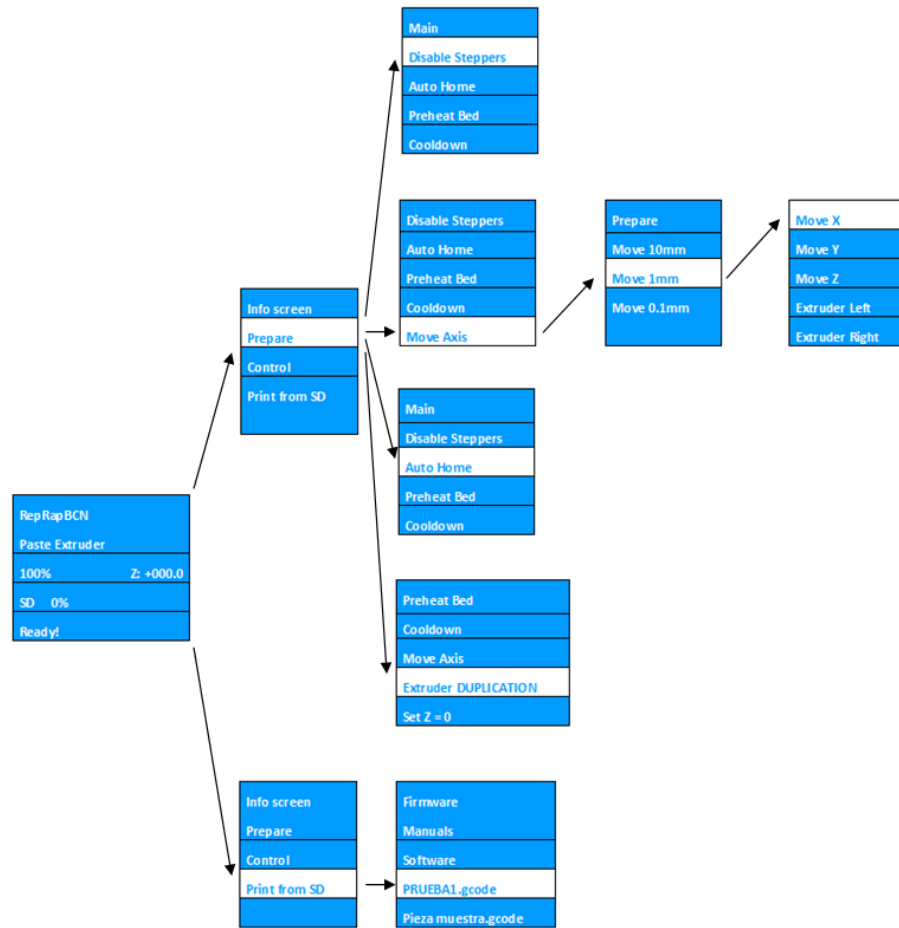 Main
Disable Steppers
Auto Home
Preheat Bed
Cooldown
Disable Steppers
Auto Home
Preheat Bed
Cooldown
Move Axis
Prepare
Move 10mm
Move 1mm
Move 0.1mm
Move X
Move Y
Move Z
Extruder Left
Extruder Right
Info screen
Prepare
Control
Print from SD
Main
Disable Steppers
Auto Home
Preheat Bed
Cooldown
RepRapBCN
Paste Extruder
100% Z: +000.0
SD 0%
Ready!
Preheat Bed
Cooldown
Move Axis
Extruder DUPLICATION
Set Z = 0
Info screen
Prepare
Control
Print from SD
Firmware
Manuals
Software
PRUEBA1.gcode
Pieza muestra.gcode